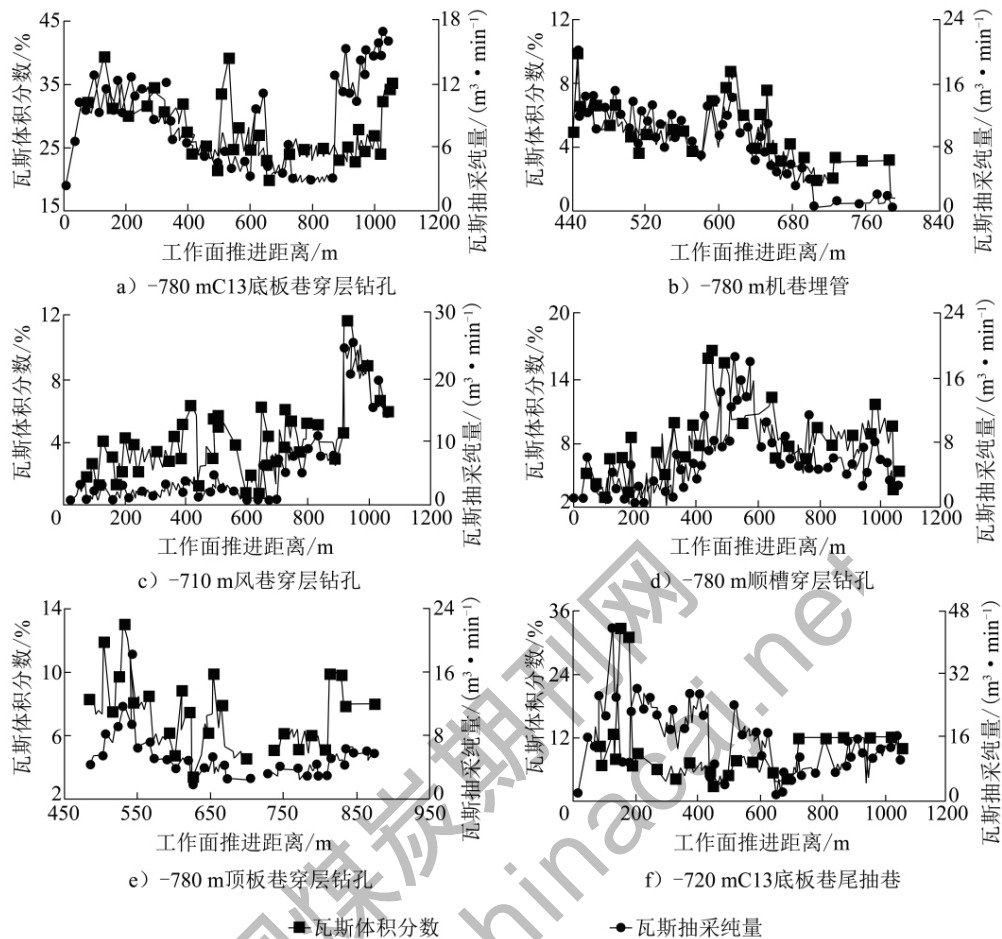 瓦斯体积分数/%
45
35
25
15
18
12
6
0
瓦斯抽采纯量/(m³·min⁻¹)
0 200 400 600 800 1000 1200
工作面推进距离/m
a）-780 mC13底板巷穿层钻孔
瓦斯体积分数/%
12
8
4
0
24
20
15
10
5
0
瓦斯抽采纯量/(m³·min⁻¹)
440 520 600 680 760 840
工作面推进距离/m
b）-780 m机巷埋管
瓦斯体积分数/%
12
8
4
0
30
20
10
0
瓦斯抽采纯量/(m³·min⁻¹)
0 200 400 600 800 1000 1200
工作面推进距离/m
c）-710 m风巷穿层钻孔
瓦斯体积分数/%
20
14
8
2
24
16
8
0
瓦斯抽采纯量/(m³·min⁻¹)
0 200 400 600 800 1000 1200
工作面推进距离/m
d）-780 m顺槽穿层钻孔
瓦斯体积分数/%
14
10
6
2
24
16
8
0
瓦斯抽采纯量/(m³·min⁻¹)
450 550 650 750 850 950
工作面推进距离/m
e）-780 m顶板巷穿层钻孔
瓦斯体积分数/%
36
24
12
0
48
32
16
0
瓦斯抽采纯量/(m³·min⁻¹)
0 200 400 600 800 1000 1200
工作面推进距离/m
f）-720 mC13底板巷尾抽巷
瓦斯体积分数 瓦斯抽采纯量
煤炭期刊网
chinacaj.net